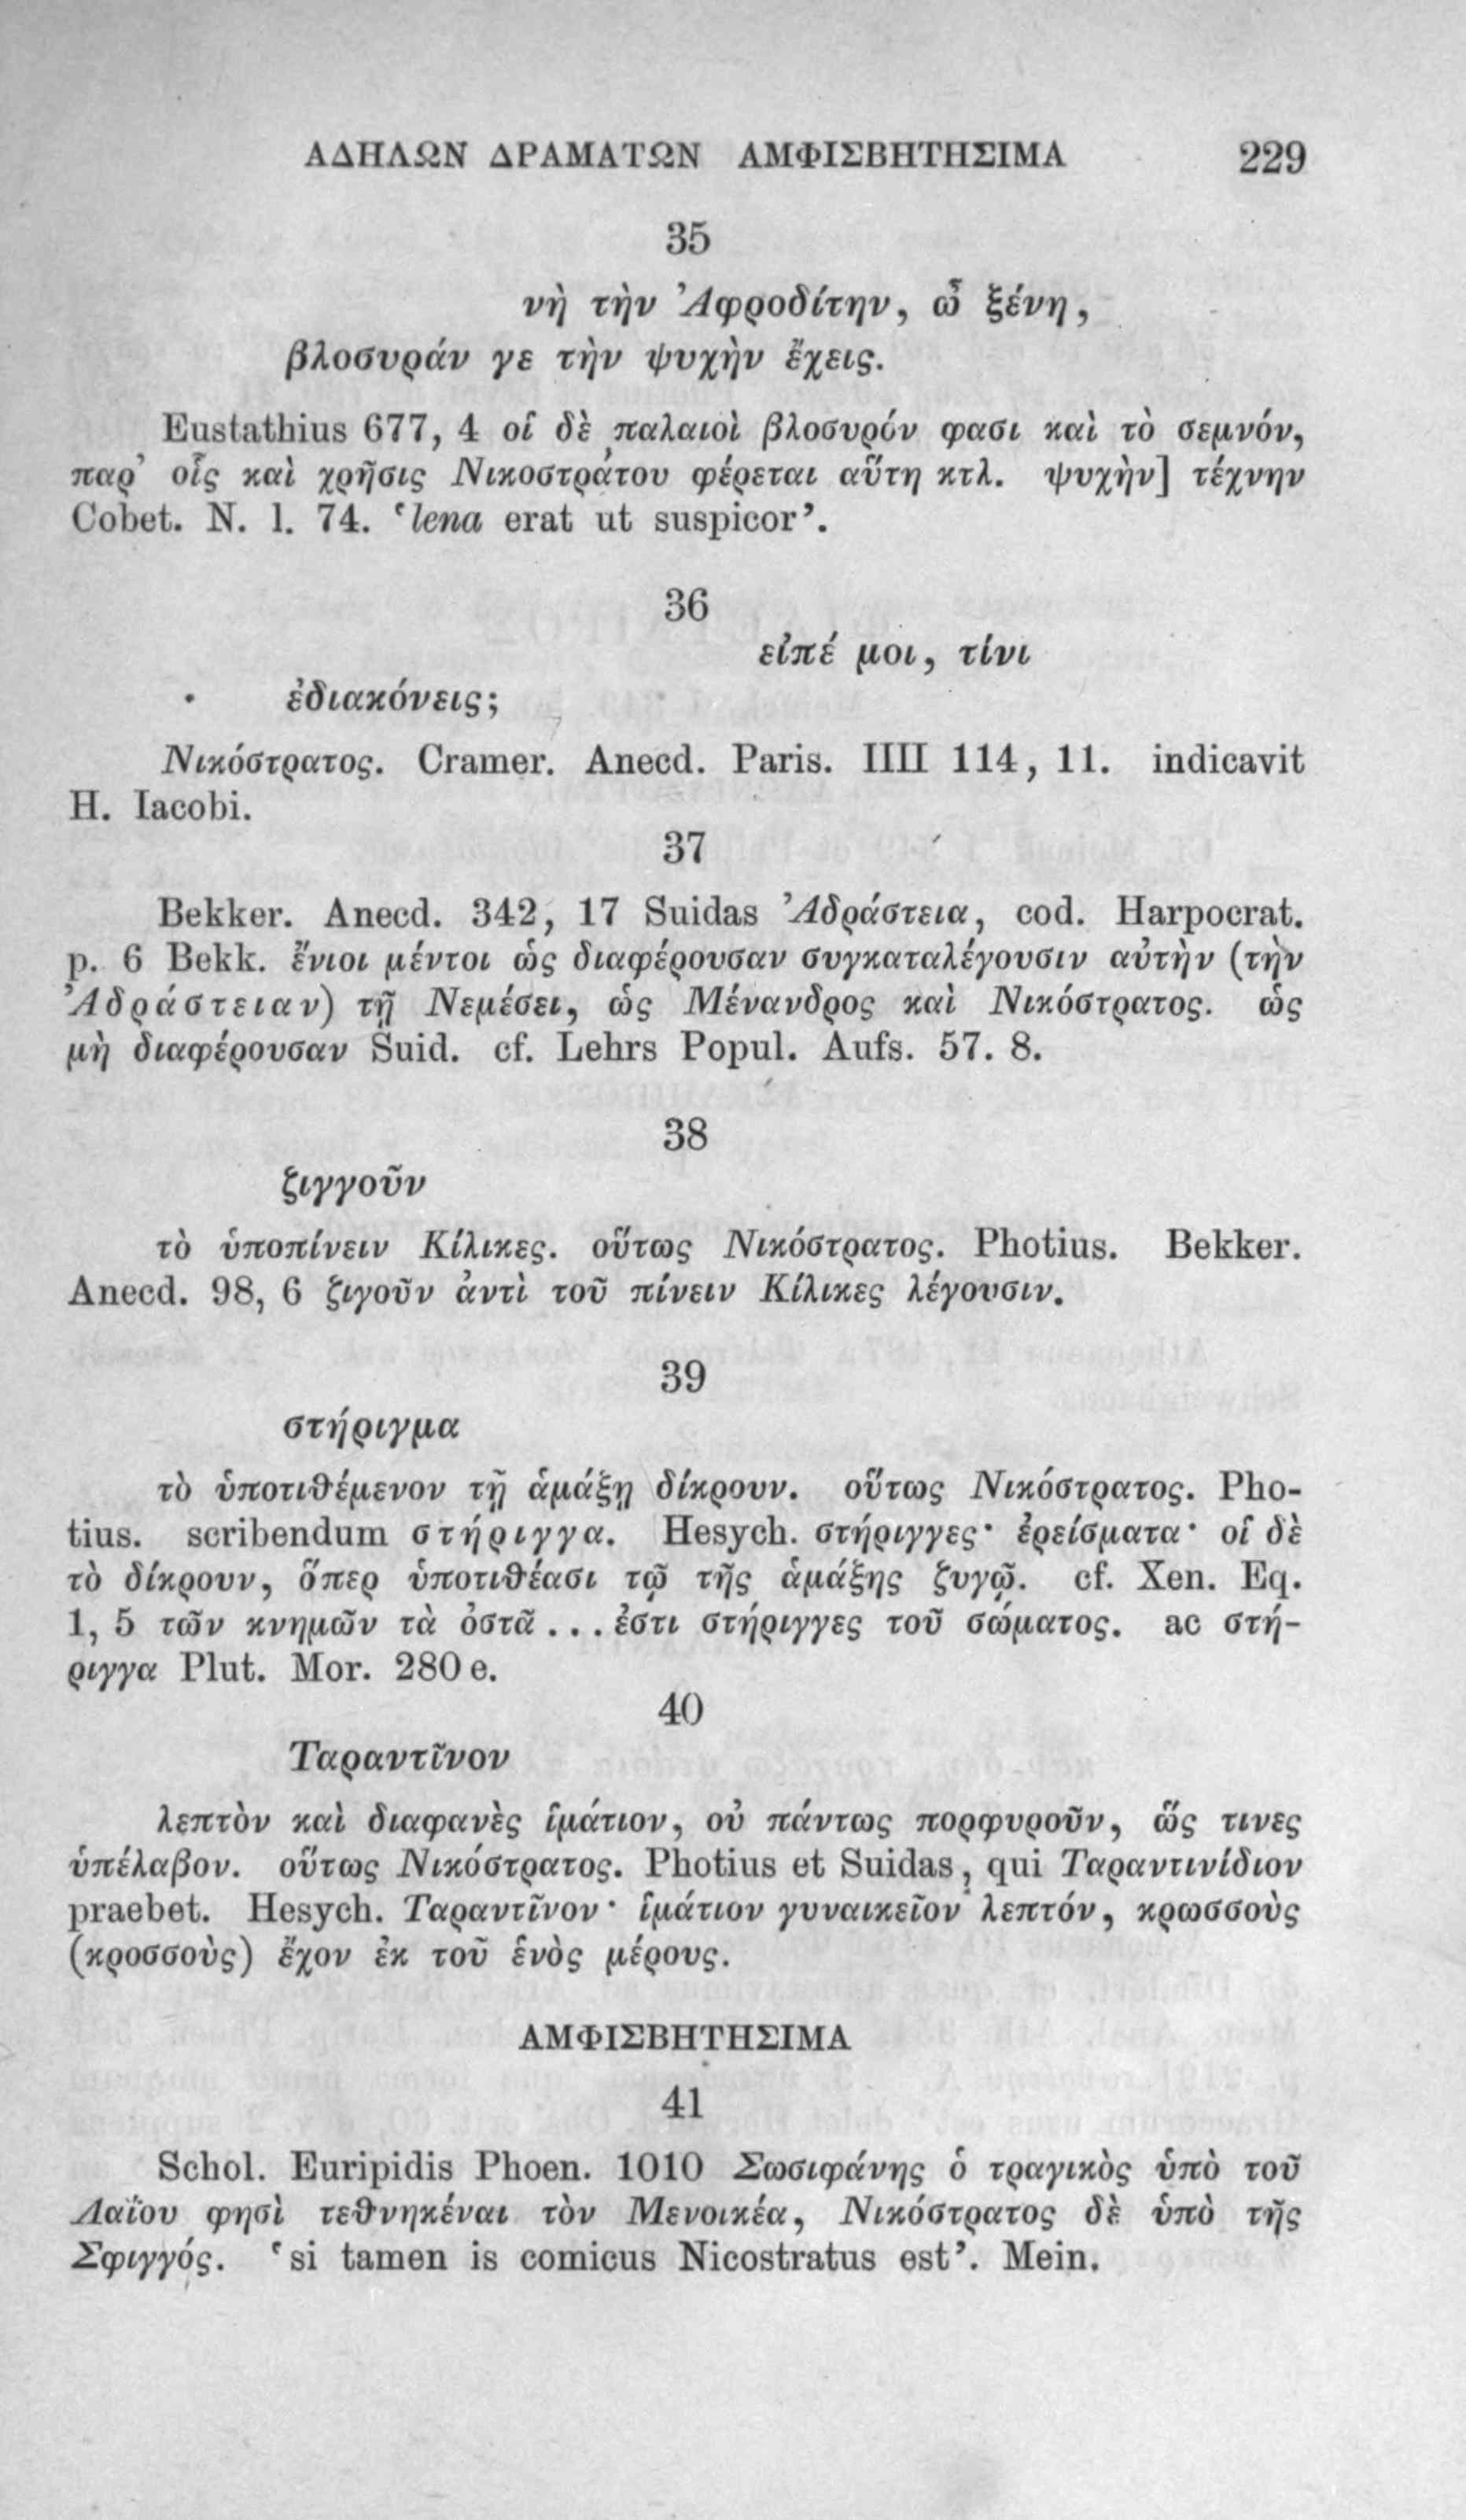 ΑΔΗΛΩΝ ΔΡΑΜΑΤΩΝ ΑΜΦΙΣΒΗΤΗΣΙΜΑ 229
35
νὴ τὴν Ἀφροδίτην, ὦ ξένη,
βλοσυράν γε τὴν ψυχὴν ἔχεις.
Eustathius 677, 4 οἱ δὲ παλαιοὶ βλοσυρόν φασι καὶ τὸ σεμνόν,
παρ’ οἷς καὶ χρῆσις Νικοστράτου φέρεται αὕτη κτλ. ψυχὴν] τέχνην
Cobet. N. l. 74. ‘lena erat ut suspicor’.
36
εἰπέ μοι, τίνι
ἐδιακόνεις;
Νικόστρατος. Cramer. Anecd. Paris. IIII 114, 11. indicavit
H. Iacobi.
37
Bekker. Anecd. 342, 17 Suidas Ἀδράστεια, cod. Harpocrat.
p. 6 Bekk. ἔνιοι μέντοι ὡς διαφέρουσαν συγκαταλέγουσιν αὐτὴν (τὴν
Ἀδράστειαν) τῇ Νεμέσει, ὡς Μένανδρος καὶ Νικόστρατος. ὡς
μὴ διαφέρουσαν Suid. cf. Lehrs Popul. Aufs. 57. 8.
38
ζιγγοῦν
τὸ ὑποπίνειν Κίλικες. οὕτως Νικόστρατος. Photius. Bekker.
Anecd. 98, 6 ζιγοῦν ἀντὶ τοῦ πίνειν Κίλικες λέγουσιν.
39
στήριγμα
τὸ ὑποτιθέμενον τῇ ἁμάξῃ δίκρουν. οὕτως Νικόστρατος. Pho-
tius. scribendum στήριγγα. Hesych. στήριγγες· ἐρείσματα· οἱ δὲ
τὸ δίκρουν, ὅπερ ὑποτιθέασι τῷ τῆς ἁμάξης ζυγῷ. cf. Xen. Eq.
1, 5 τῶν κνημῶν τὰ ὀστᾶ ... ἐστι στήριγγες τοῦ σώματος. ac στή-
ριγγα Plut. Mor. 280 e.
40
Ταραντῖνον
λεπτὸν καὶ διαφανὲς ἱμάτιον, οὐ πάντως πορφυροῦν, ὥς τινες
ὑπέλαβον. οὕτως Νικόστρατος. Photius et Suidas, qui Ταραντινίδιον
praebet. Hesych. Ταραντῖνον· ἱμάτιον γυναικεῖον λεπτόν, κρωσσοὺς
(κροσσοὺς) ἔχον ἐκ τοῦ ἑνὸς μέρους.
ΑΜΦΙΣΒΗΤΗΣΙΜΑ
41
Schol. Euripidis Phoen. 1010 Σωσιφάνης ὁ τραγικὸς ὑπὸ τοῦ
Λαΐου φησὶ τεθνηκέναι τὸν Μενοικέα, Νικόστρατος δὲ ὑπὸ τῆς
Σφιγγός. ‘si tamen is comicus Nicostratus est’. Mein.